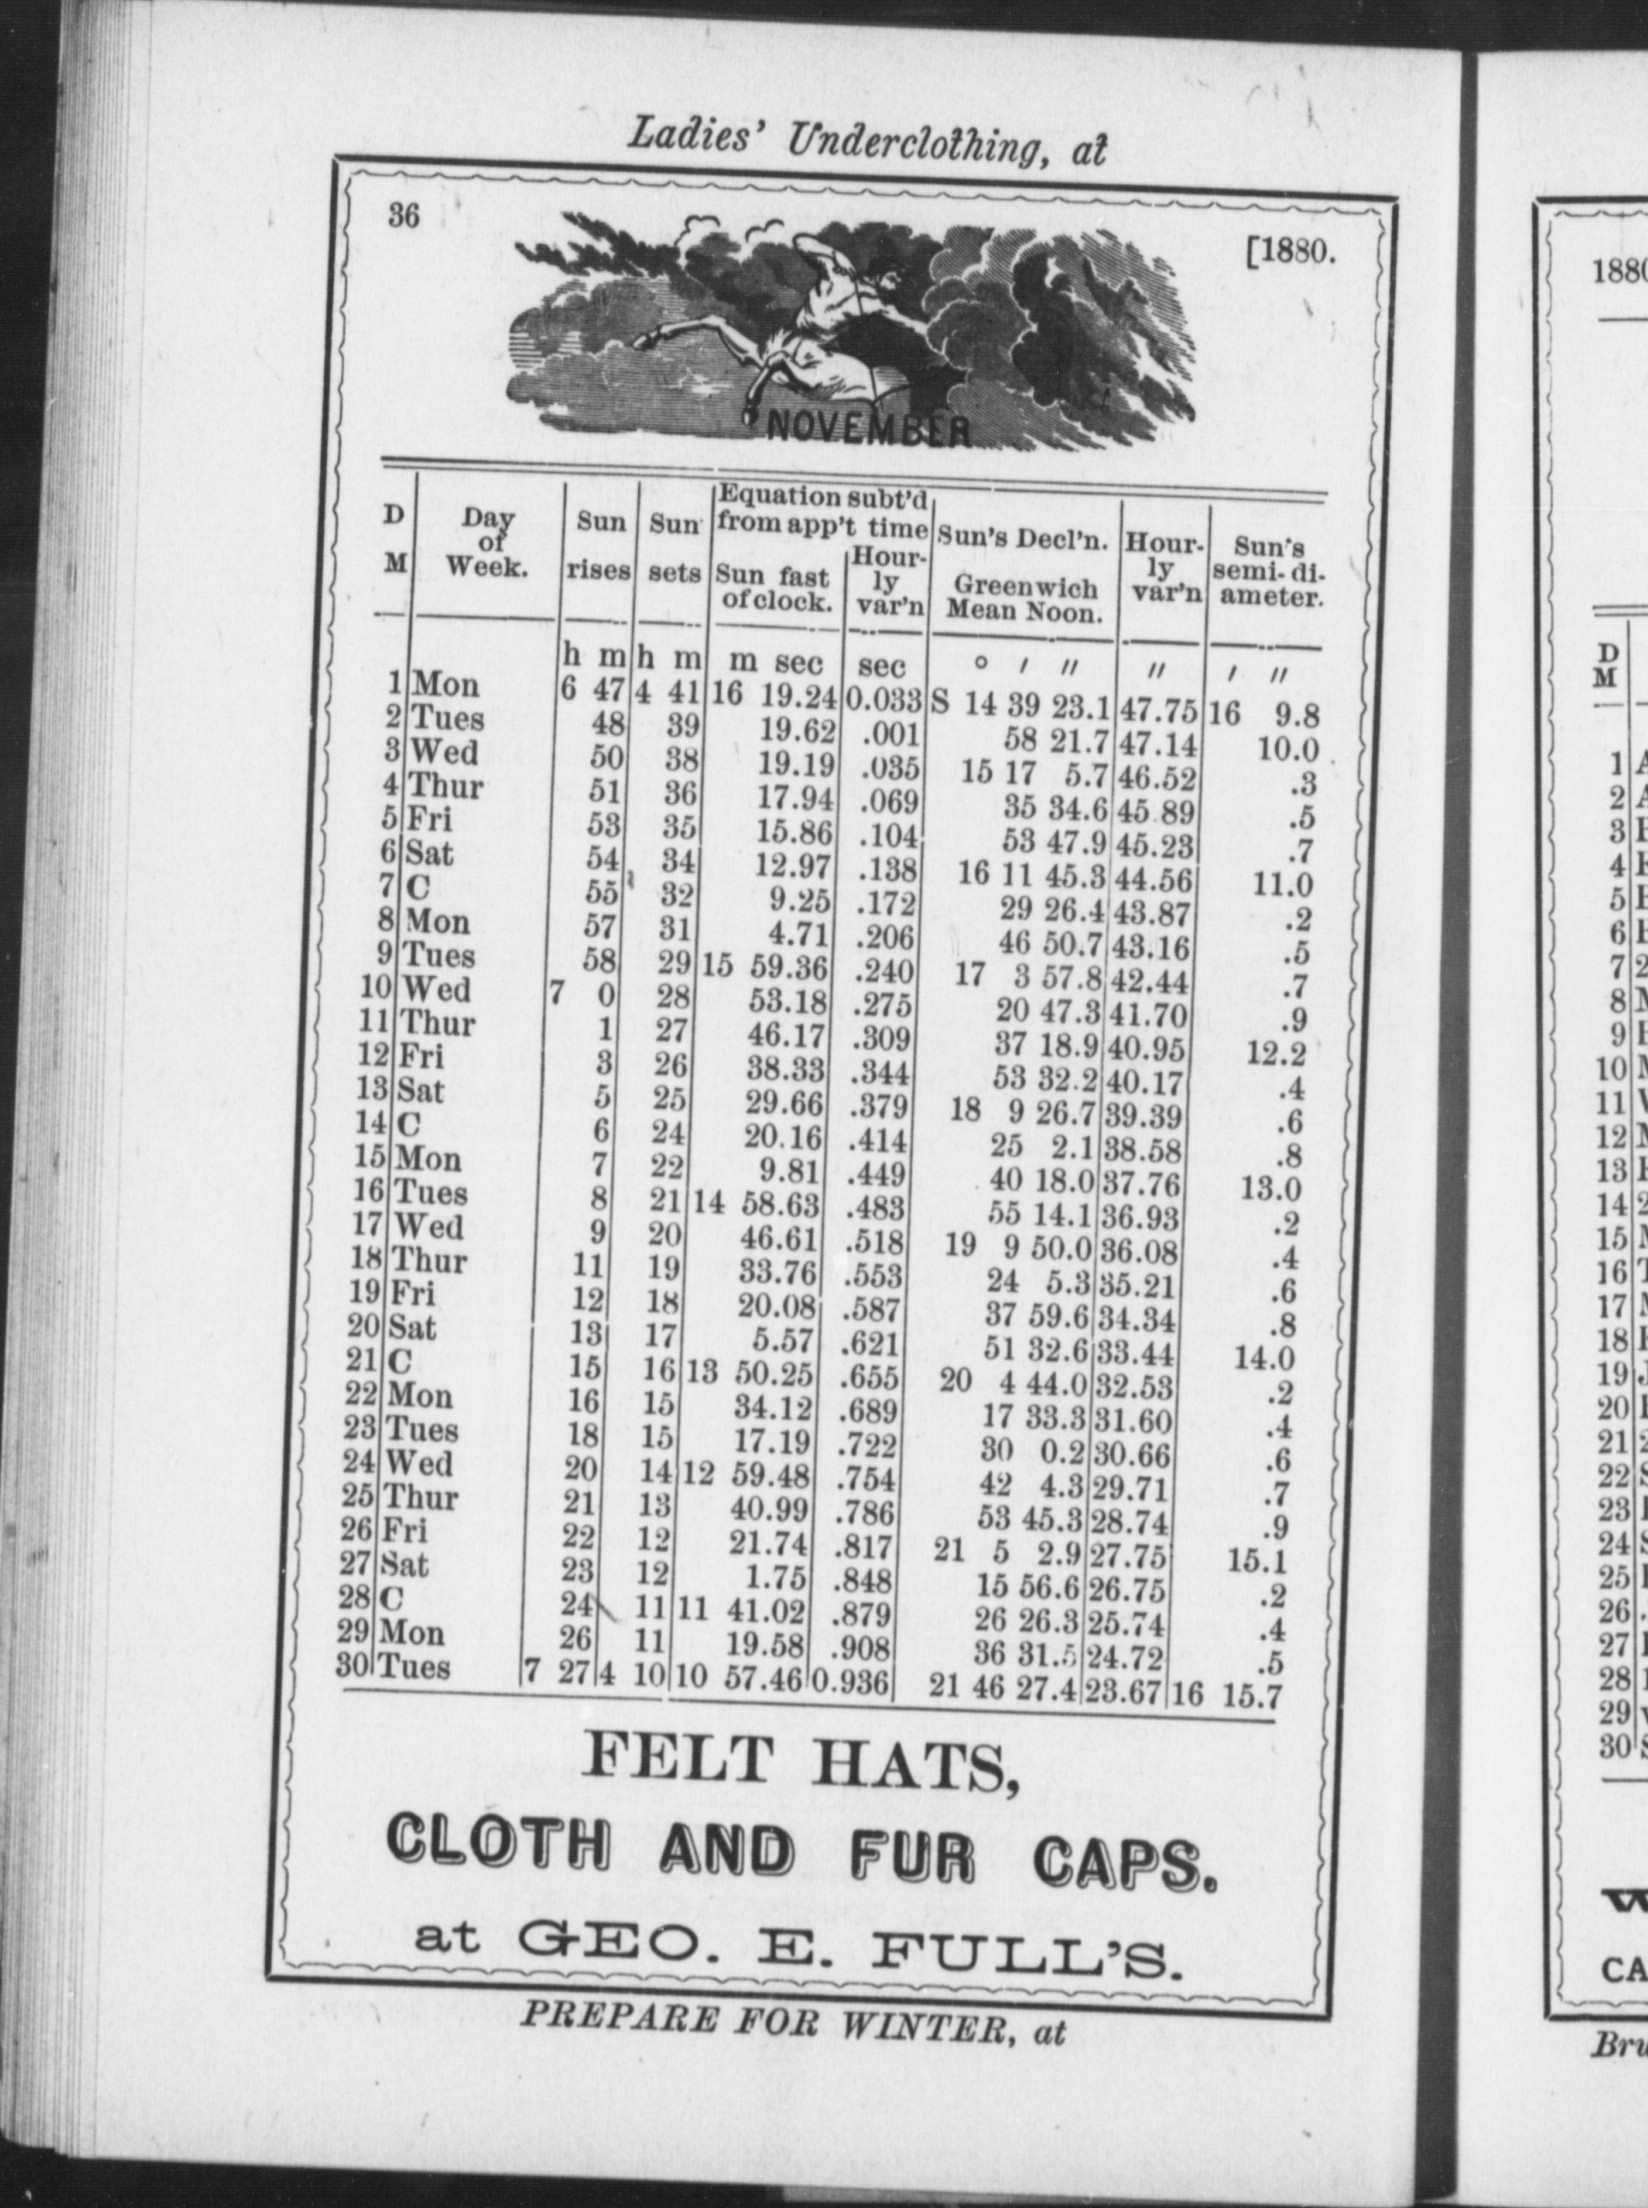 Ladies' Underclothing, at
36
[1880.
NOVEMBER
D M Day of Week. Sun rises Sun sets Equation subt'd from app't time Sun fast of clock. Hourly var'n Sun's Decl'n. Greenwich Mean Noon. Hourly var'n Sun's semi-diameter.
h m h m m sec sec ° ′ ″ ″ ′ ″
1 Mon 6 47 4 41 16 19.24 0.033 S 14 39 23.1 47.75 16 9.8
2 Tues 48 39 19.62 .001 58 21.7 47.14 10.0
3 Wed 50 38 19.19 .035 15 17 5.7 46.52 .3
4 Thur 51 36 17.94 .069 35 34.6 45.89 .5
5 Fri 53 35 15.86 .104 53 47.9 45.23 .7
6 Sat 54 34 12.97 .138 16 11 45.3 44.56 11.0
7 C 55 32 9.25 .172 29 26.4 43.87 .2
8 Mon 57 31 4.71 .206 46 50.7 43.16 .5
9 Tues 58 29 15 59.36 .240 17 3 57.8 42.44 .7
10 Wed 7 0 28 53.18 .275 20 47.3 41.70 .9
11 Thur 1 27 46.17 .309 37 18.9 40.95 12.2
12 Fri 3 26 38.33 .344 53 32.2 40.17 .4
13 Sat 5 25 29.66 .379 18 9 26.7 39.39 .6
14 C 6 24 20.16 .414 25 2.1 38.58 .8
15 Mon 7 22 9.81 .449 40 18.0 37.76 13.0
16 Tues 8 21 14 58.63 .483 55 14.1 36.93 .2
17 Wed 9 20 46.61 .518 19 9 50.0 36.08 .4
18 Thur 11 19 33.76 .553 24 5.3 35.21 .6
19 Fri 12 18 20.08 .587 37 59.6 34.34 .8
20 Sat 13 17 5.57 .621 51 32.6 33.44 14.0
21 C 15 16 13 50.25 .655 20 4 44.0 32.53 .2
22 Mon 16 15 34.12 .689 17 33.3 31.60 .4
23 Tues 18 15 17.19 .722 30 0.2 30.66 .6
24 Wed 20 14 12 59.48 .754 42 4.3 29.71 .7
25 Thur 21 13 40.99 .786 53 45.3 28.74 .9
26 Fri 22 12 21.74 .817 21 5 2.9 27.75 15.1
27 Sat 23 12 1.75 .848 15 56.6 26.75 .2
28 C 24 11 11 41.02 .879 26 26.3 25.74 .4
29 Mon 26 11 19.58 .908 36 31.5 24.72 .5
30 Tues 7 27 4 10 10 57.46 0.936 21 46 27.4 23.67 16 15.7
FELT HATS,
CLOTH AND FUR CAPS.
at GEO. E. FULL'S.
PREPARE FOR WINTER, at